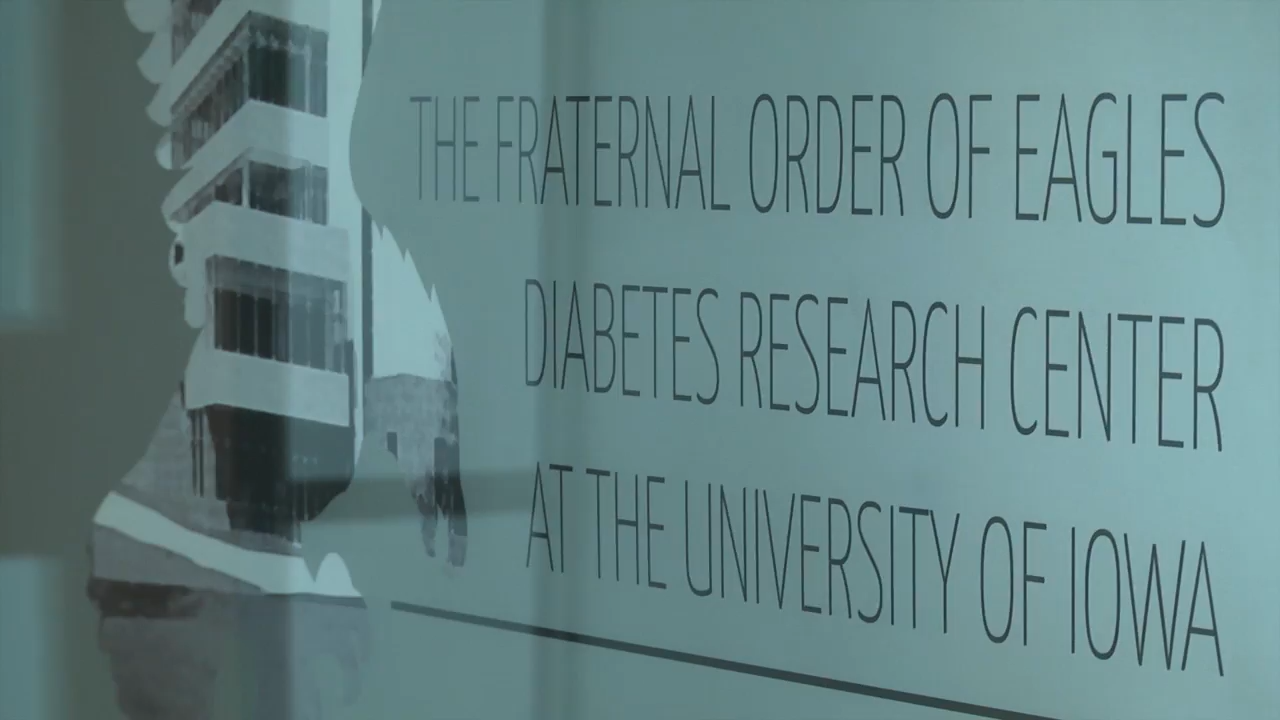 THE FRATERNAL ORDER OF EAGLES
DIABETES RESEARCH CENTER
AT THE UNIVERSITY OF IOWA